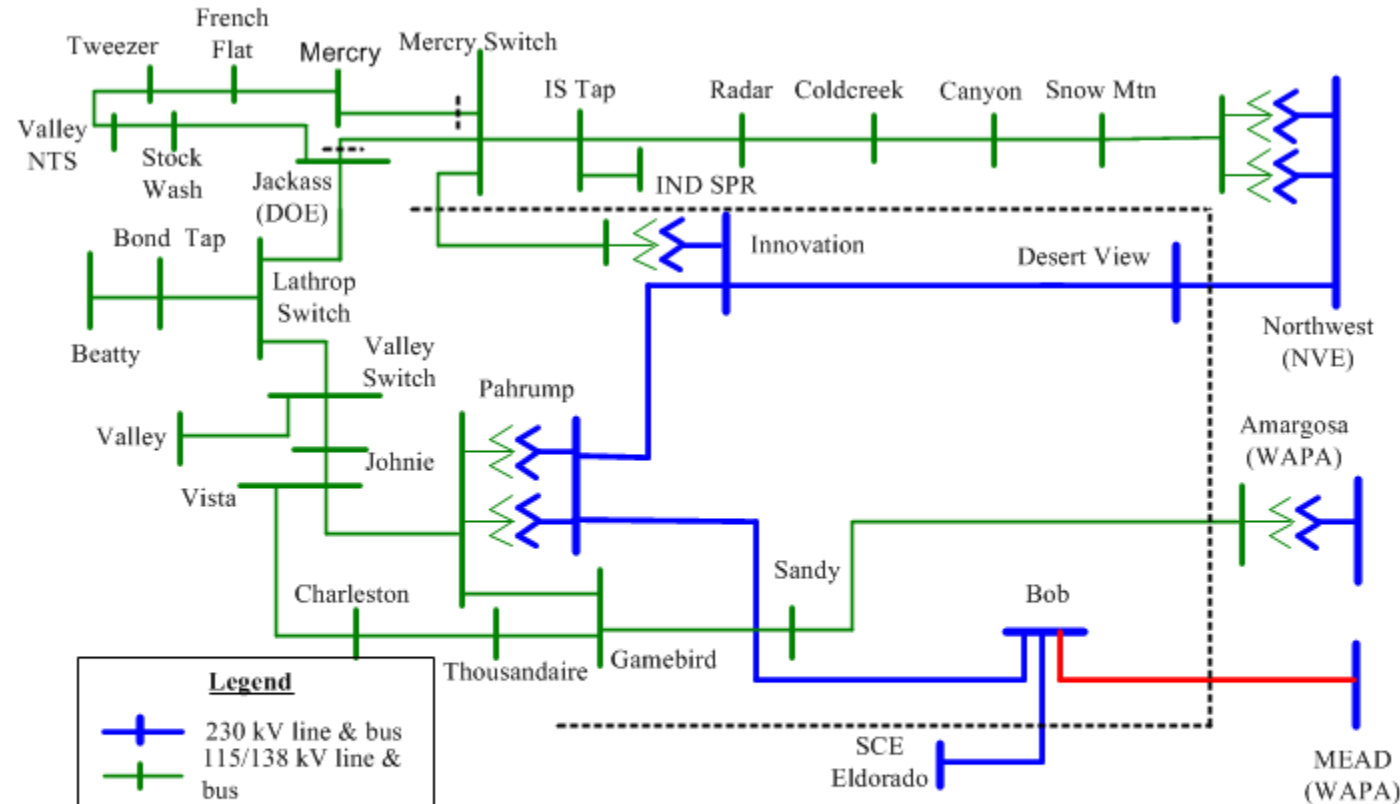 French
Flat
Tweezer
Mercry
Mercry Switch
IS Tap
Radar
Coldcreek
Canyon
Snow Mtn
Valley
NTS
Stock
Wash
Jackass
(DOE)
IND SPR
Bond Tap
Innovation
Desert View
Lathrop
Switch
Beatty
Northwest
(NVE)
Valley
Switch
Pahrump
Valley
Johnie
Amargosa
(WAPA)
Vista
Sandy
Charleston
Bob
Thousandaire
Gamebird
Legend
230 kV line & bus
115/138 kV line &
bus
SCE
Eldorado
MEAD
(WAPA)